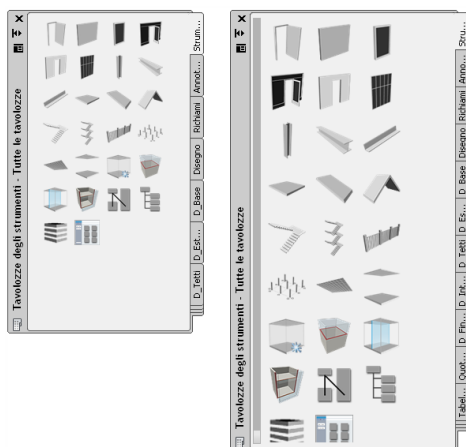 Tavolozze degli strumenti - Tutte le tavolozze
Strum...
Annot...
Richiami
Disegno
D_Base
D_Est...
D_Tetti
Tavolozze degli strumenti - Tutte le tavolozze
Stru...
Anno...
Richiami
Disegno
D_Base
D_Es...
D_Tetti
D_Int...
D_Fin...
Quot...
Tabel...